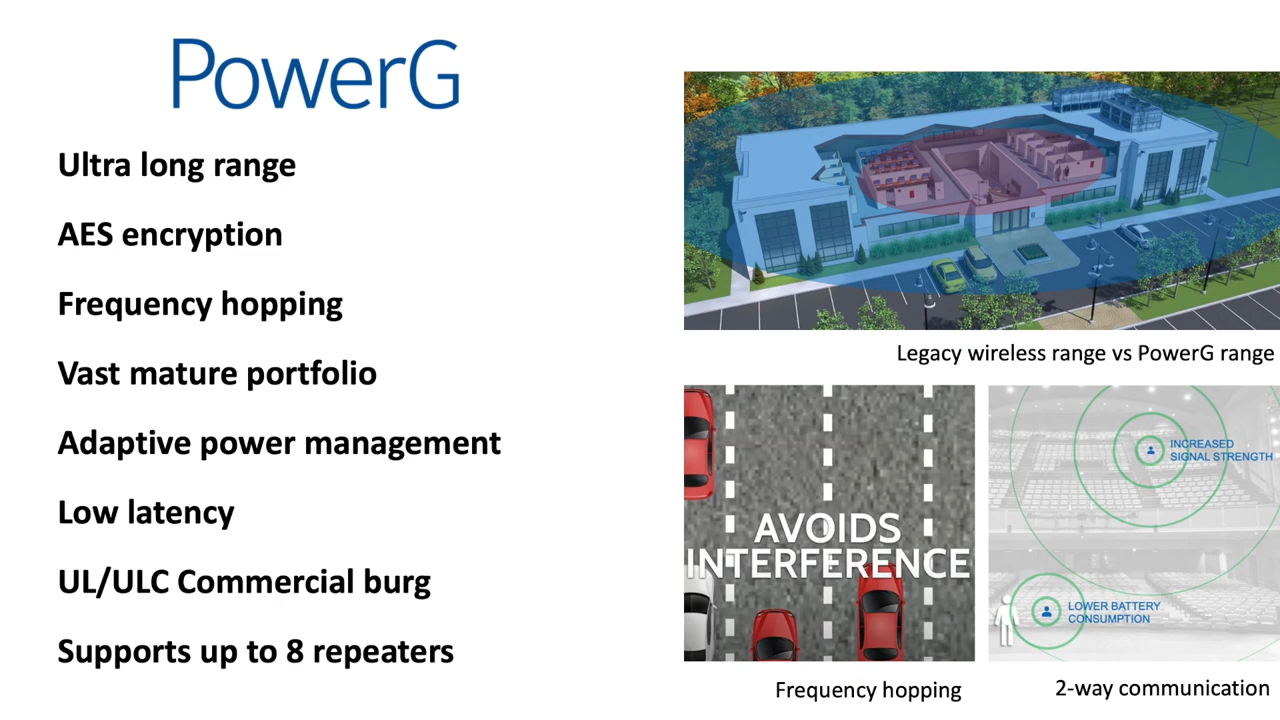 PowerG
Ultra long range
AES encryption
Frequency hopping
Vast mature portfolio
Adaptive power management
Low latency
UL/ULC Commercial burg
Supports up to 8 repeaters
Legacy wireless range vs PowerG range
AVOIDS
INTERFERENCE
Frequency hopping
INCREASED
SIGNAL STRENGTH
LOWER BATTERY
CONSUMPTION
2-way communication